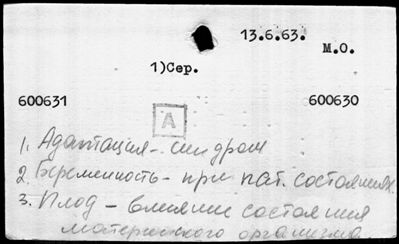 13.6.63.
М.О.
1)Сер.
600631
600630
А
1. Адаптация - синдром
2. Беременность - при пат. состояниях.
3. Плод - влияние состояния
материнского организма